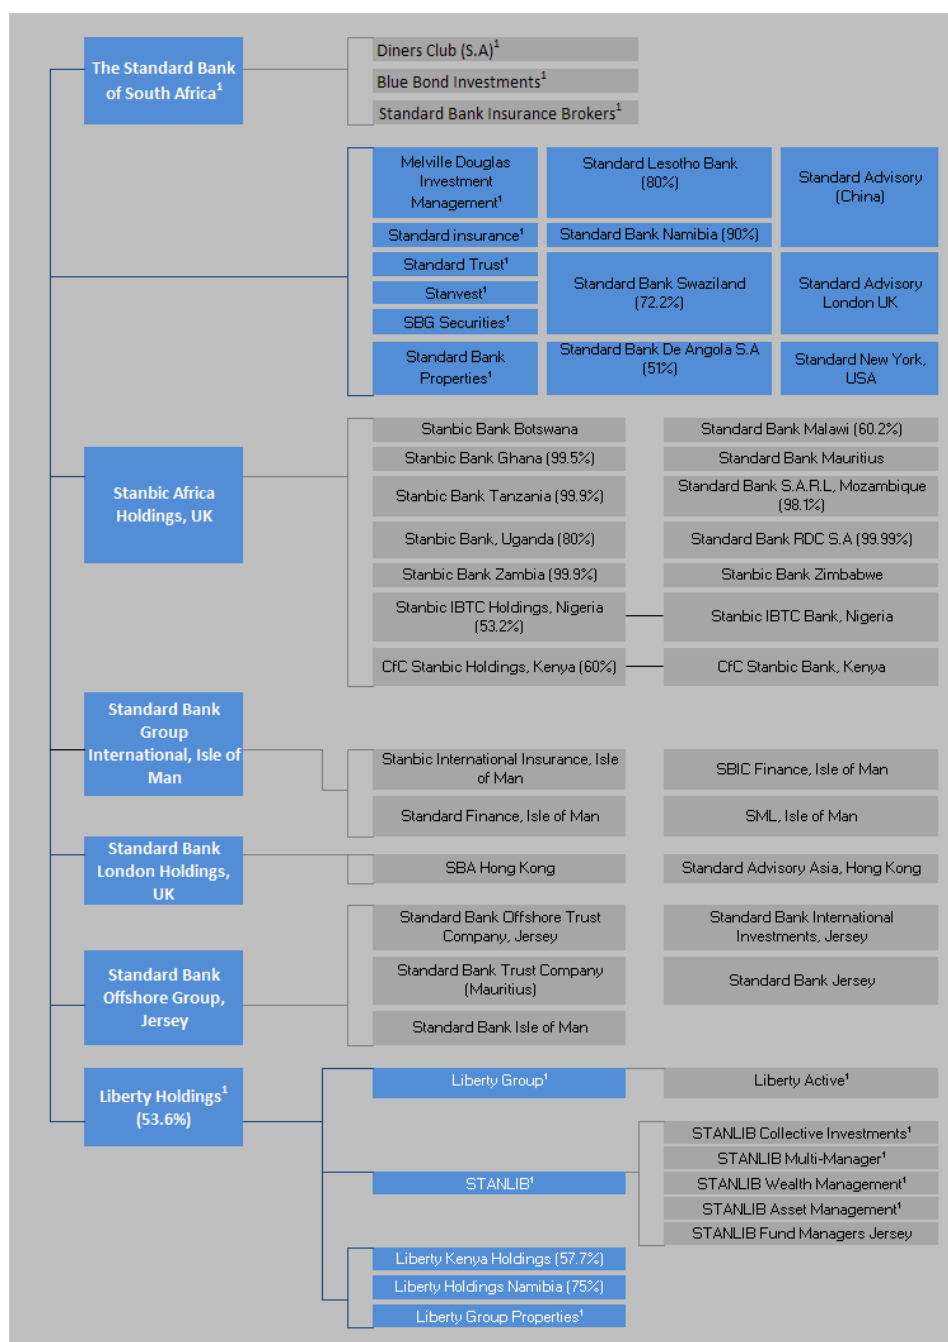 The Standard Bank
of South Africa¹
Diners Club (S.A)¹
Blue Bond Investments¹
Standard Bank Insurance Brokers¹
Melville Douglas
Investment
Management¹
Standard Lesotho Bank
(80%)
Standard Advisory
(China)
Standard insurance¹
Standard Bank Namibia (90%)
Standard Trust¹
Stanvest¹
SBG Securities¹
Standard Bank Swaziland
(72.2%)
Standard Advisory
London UK
Standard Bank
Properties¹
Standard Bank De Angola S.A
(51%)
Standard New York,
USA
Stanbic Africa
Holdings, UK
Stanbic Bank Botswana
Standard Bank Malawi (60.2%)
Stanbic Bank Ghana (99.5%)
Standard Bank Mauritius
Stanbic Bank Tanzania (99.9%)
Standard Bank S.A.R.L, Mozambique
(98.1%)
Stanbic Bank, Uganda (80%)
Standard Bank RDC S.A (99.99%)
Stanbic Bank Zambia (99.9%)
Stanbic Bank Zimbabwe
Stanbic IBTC Holdings, Nigeria
(53.2%)
Stanbic IBTC Bank, Nigeria
CfC Stanbic Holdings, Kenya (60%)
CfC Stanbic Bank, Kenya
Standard Bank
Group
International, Isle of
Man
Stanbic International Insurance, Isle
of Man
SBIC Finance, Isle of Man
Standard Finance, Isle of Man
SML, Isle of Man
Standard Bank
London Holdings,
UK
SBA Hong Kong
Standard Advisory Asia, Hong Kong
Standard Bank
Offshore Group,
Jersey
Standard Bank Offshore Trust
Company, Jersey
Standard Bank International
Investments, Jersey
Standard Bank Trust Company
(Mauritius)
Standard Bank Jersey
Standard Bank Isle of Man
Liberty Holdings¹
(53.6%)
Liberty Group¹
Liberty Active¹
STANLIB¹
STANLIB Collective Investments¹
STANLIB Multi-Manager¹
STANLIB Wealth Management¹
STANLIB Asset Management¹
STANLIB Fund Managers Jersey
Liberty Kenya Holdings (57.7%)
Liberty Holdings Namibia (75%)
Liberty Group Properties¹